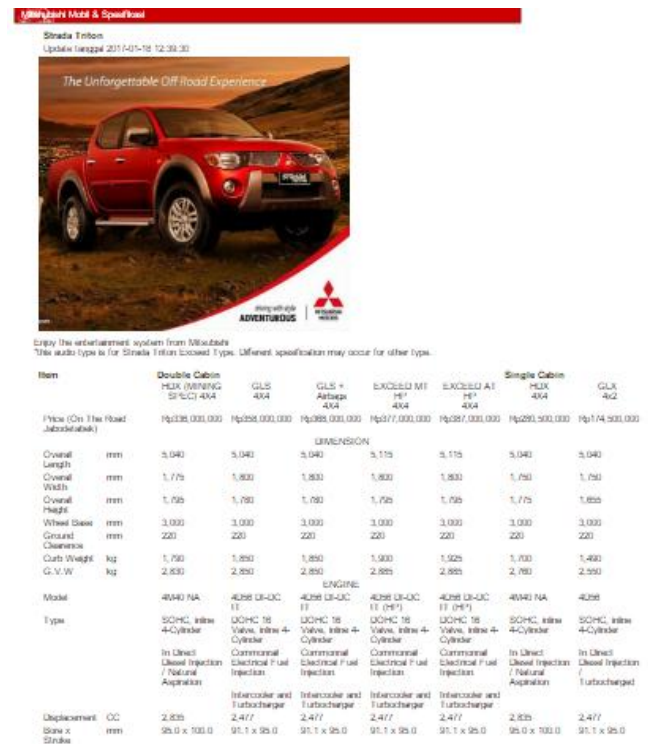 Mitsubishi Mobil & Spesifikasi
Strada Triton
Update tanggal 2017-01-18 12:39:30
The Unforgettable Off Road Experience
driving with style
ADVENTUROUS
MITSUBISHI
MOTORS
Enjoy the entertainment system from Mitsubishi
*this audio type is for Strada Triton Exceed Type. Different specification may occur for other type.
Item Double Cabin Single Cabin
HDX (MINING SPEC) 4X4 GLS 4X4 GLS + Airbags 4X4 EXCEED MT HP 4X4 EXCEED AT HP 4X4 HDX 4X4 GLX 4x2
Price (On The Road Jabodetabek) Rp336,000,000 Rp358,000,000 Rp368,000,000 Rp377,000,000 Rp387,000,000 Rp280,500,000 Rp174,500,000
DIMENSION
Overall Length mm 5,040 5,040 5,040 5,115 5,115 5,040 5,040
Overall Width mm 1,775 1,800 1,800 1,800 1,800 1,750 1,750
Overall Height mm 1,795 1,780 1,780 1,795 1,795 1,775 1,655
Wheel Base mm 3,000 3,000 3,000 3,000 3,000 3,000 3,000
Ground Clearence mm 220 220 220 220 220 220 220
Curb Weight kg 1,790 1,850 1,850 1,900 1,925 1,700 1,490
G.V.W kg 2,830 2,850 2,850 2,885 2,885 2,760 2,550
ENGINE
Model 4M40 NA 4D56 DI-DC IT 4D56 DI-DC IT 4D56 DI-DC IT (HP) 4D56 DI-DC IT (HP) 4M40 NA 4D56
Type SOHC, inline 4-Cylinder DOHC 16 Valve, inline 4-Cylinder DOHC 16 Valve, inline 4-Cylinder DOHC 16 Valve, inline 4-Cylinder DOHC 16 Valve, inline 4-Cylinder SOHC, inline 4-Cylinder SOHC, inline 4-Cylinder
In Direct Diesel Injection / Natural Aspiration Commonrail Electrical Fuel Injection Commonrail Electrical Fuel Injection Commonrail Electrical Fuel Injection Commonrail Electrical Fuel Injection In Direct Diesel Injection / Natural Aspiration In Direct Diesel Injection / Turbocharged
Intercooler and Turbocharger Intercooler and Turbocharger Intercooler and Turbocharger Intercooler and Turbocharger
Displacement CC 2,835 2,477 2,477 2,477 2,477 2,835 2,477
Bore x Stroke mm 95.0 x 100.0 91.1 x 95.0 91.1 x 95.0 91.1 x 95.0 91.1 x 95.0 95.0 x 100.0 91.1 x 95.0